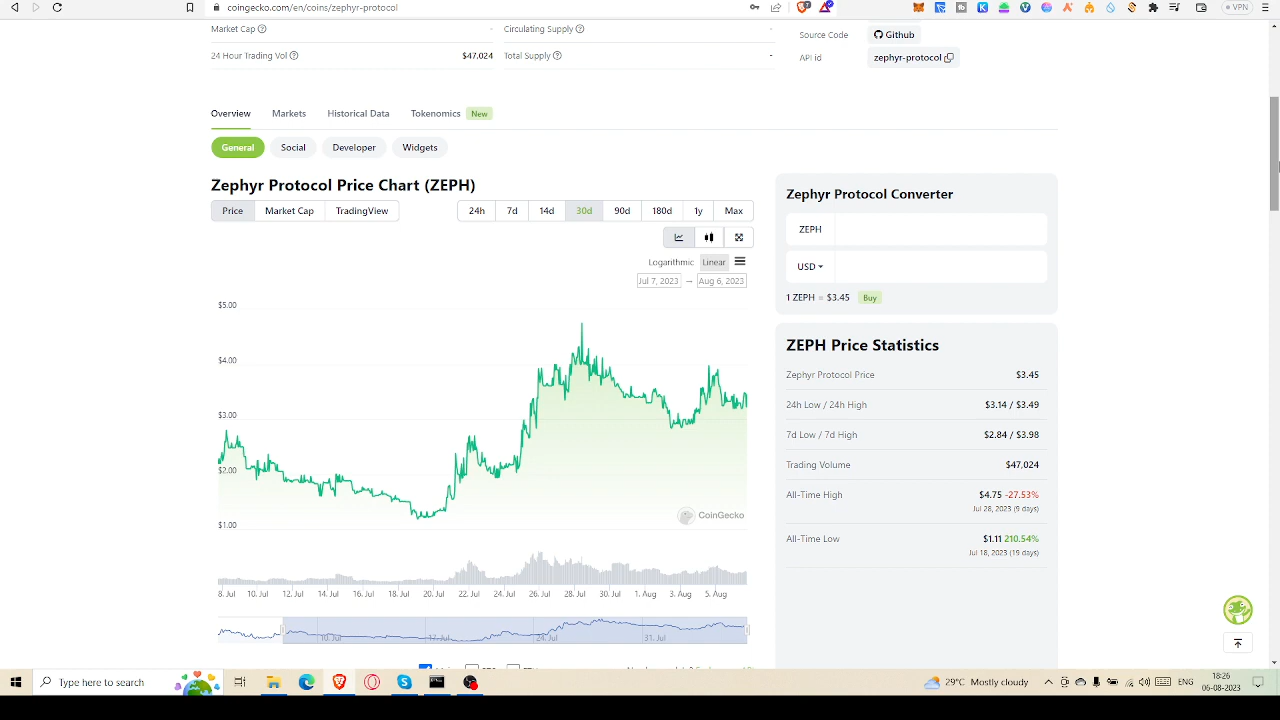 coingecko.com/en/coins/zephyr-protocol
VPN
Market Cap
-
Circulating Supply
-
Source Code
Github
24 Hour Trading Vol
$47.024
Total Supply
-
API id
zephyr-protocol
Overview
Markets
Historical Data
Tokenomics
New
General
Social
Developer
Widgets
Zephyr Protocol Price Chart (ZEPH)
Price
Market Cap
TradingView
24h
7d
14d
30d
90d
180d
1y
Max
Logarithmic
Linear
Jul 7, 2023
→
Aug 6, 2023
$5.00
$4.00
$3.00
$2.00
$1.00
CoinGecko
8. Jul
10. Jul
12. Jul
14. Jul
16. Jul
18. Jul
20. Jul
22. Jul
24. Jul
26. Jul
28. Jul
30. Jul
1. Aug
3. Aug
5. Aug
10. Jul
17. Jul
24. Jul
31. Jul
Zephyr Protocol Converter
ZEPH
USD
1 ZEPH = $3.45
Buy
ZEPH Price Statistics
Zephyr Protocol Price
$3.45
24h Low / 24h High
$3.14 / $3.49
7d Low / 7d High
$2.84 / $3.98
Trading Volume
$47,024
All-Time High
$4.75 -27.53%
Jul 28, 2023 (9 days)
All-Time Low
$1.11 210.54%
Jul 18, 2023 (19 days)
Type here to search
29°C Mostly cloudy
ENG
18:26
06-08-2023